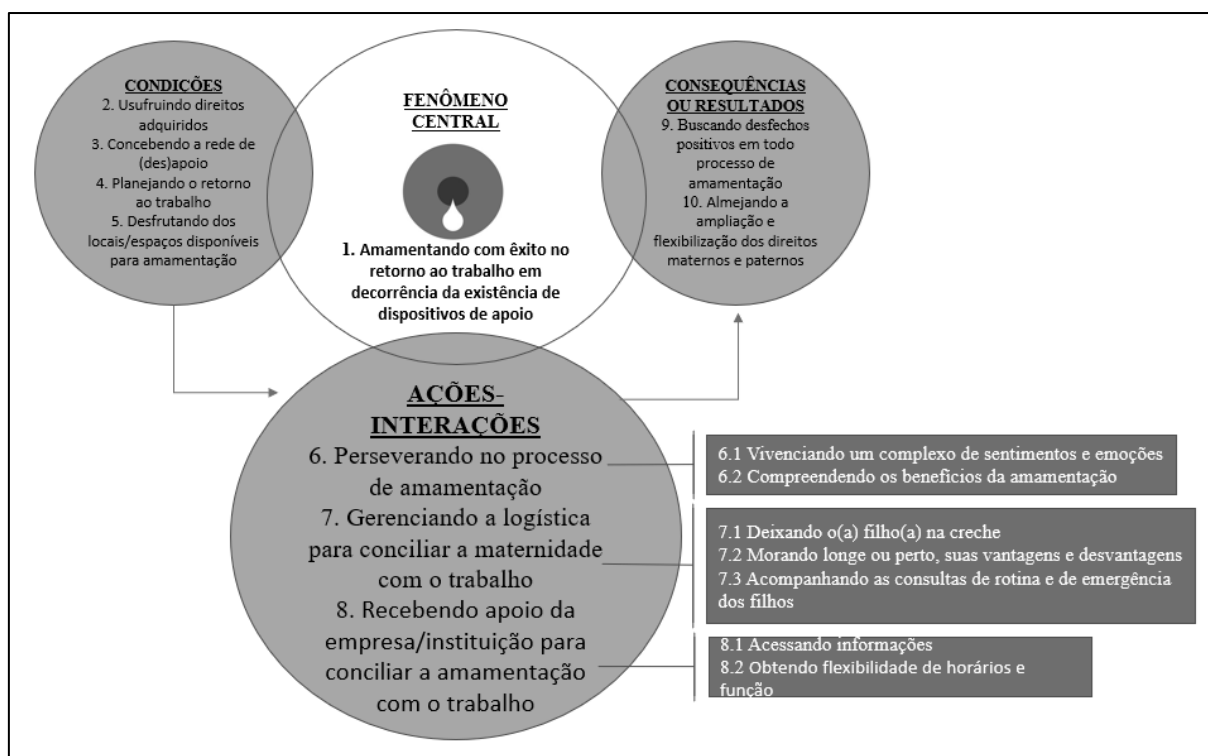 CONDIÇÕES
2. Usufruindo direitos
adquiridos
3. Concebendo a rede de
(des)apoio
4. Planejando o retorno
ao trabalho
5. Desfrutando dos
locais/espaços disponíveis
para amamentação
FENÔMENO
CENTRAL
1. Amamentando com êxito no
retorno ao trabalho em
decorrência da existência de
dispositivos de apoio
CONSEQUÊNCIAS
OU RESULTADOS
9. Buscando desfechos
positivos em todo
processo de
amamentação
10. Almejando a
ampliação e
flexibilização dos direitos
maternos e paternos
AÇÕES-
INTERAÇÕES
6. Perseverando no processo
de amamentação
7. Gerenciando a logística
para conciliar a maternidade
com o trabalho
8. Recebendo apoio da
empresa/instituição para
conciliar a amamentação
com o trabalho
6.1 Vivenciando um complexo de sentimentos e emoções
6.2 Compreendendo os benefícios da amamentação
7.1 Deixando o(a) filho(a) na creche
7.2 Morando longe ou perto, suas vantagens e desvantagens
7.3 Acompanhando as consultas de rotina e de emergência
dos filhos
8.1 Acessando informações
8.2 Obtendo flexibilidade de horários e
função